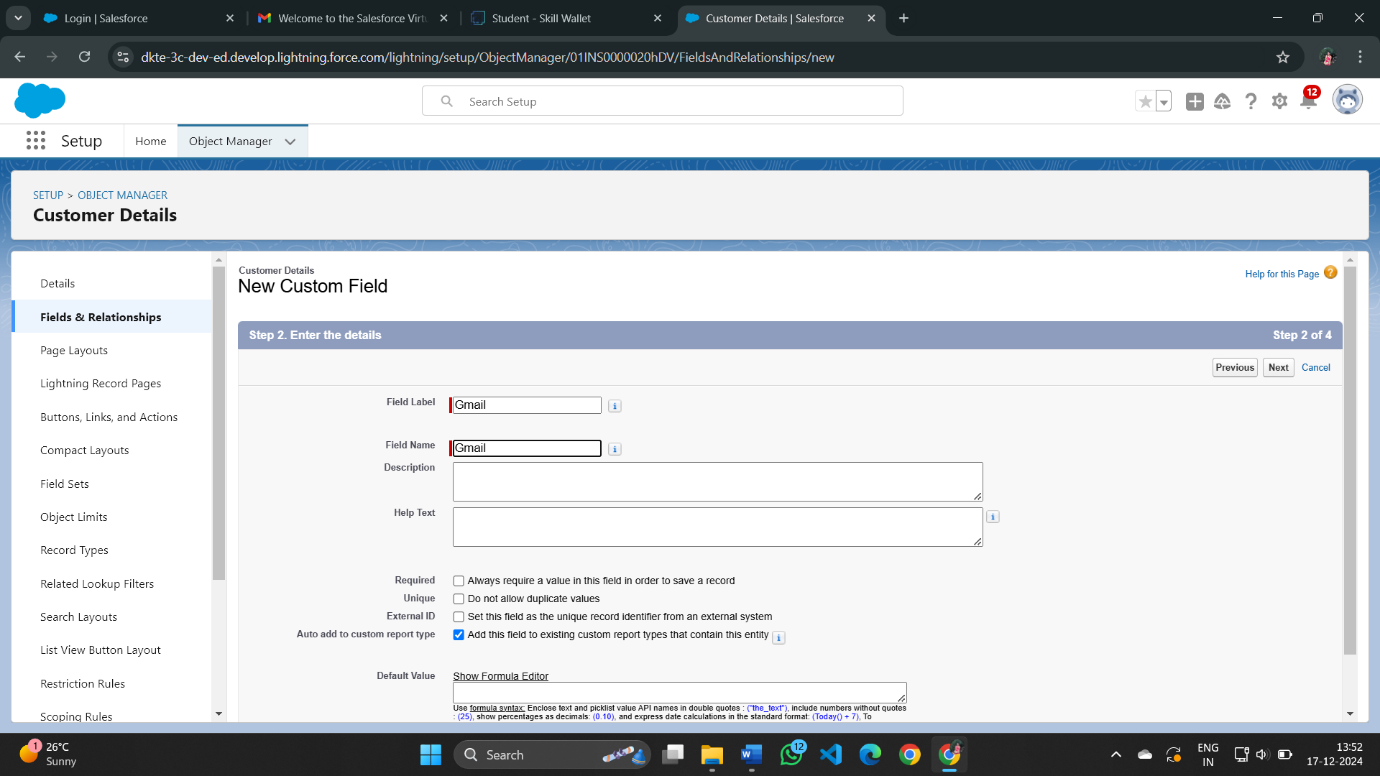 Login | Salesforce
Welcome to the Salesforce Virtu
Student - Skill Wallet
Customer Details | Salesforce
dkte-3c-dev-ed.develop.lightning.force.com/lightning/setup/ObjectManager/01INS0000020hDV/FieldsAndRelationships/new
Search Setup
12
Setup
Home
Object Manager
SETUP > OBJECT MANAGER
Customer Details
Details
Fields & Relationships
Page Layouts
Lightning Record Pages
Buttons, Links, and Actions
Compact Layouts
Field Sets
Object Limits
Record Types
Related Lookup Filters
Search Layouts
List View Button Layout
Restriction Rules
Scoping Rules
Customer Details
New Custom Field
Help for this Page ?
Step 2. Enter the details
Step 2 of 4
Previous Next Cancel
Field Label Gmail i
Field Name Gmail i
Description
Help Text i
Required Always require a value in this field in order to save a record
Unique Do not allow duplicate values
External ID Set this field as the unique record identifier from an external system
Auto add to custom report type Add this field to existing custom report types that contain this entity i
Default Value Show Formula Editor
Use formula syntax: Enclose text and picklist value API names in double quotes : ("the_text"), include numbers without quotes
: (25), show percentages as decimals: (0.10), and express date calculations in the standard format: (Today() + 7), To
1
26°C
Sunny
Search
12
ENG
IN
13:52
17-12-2024